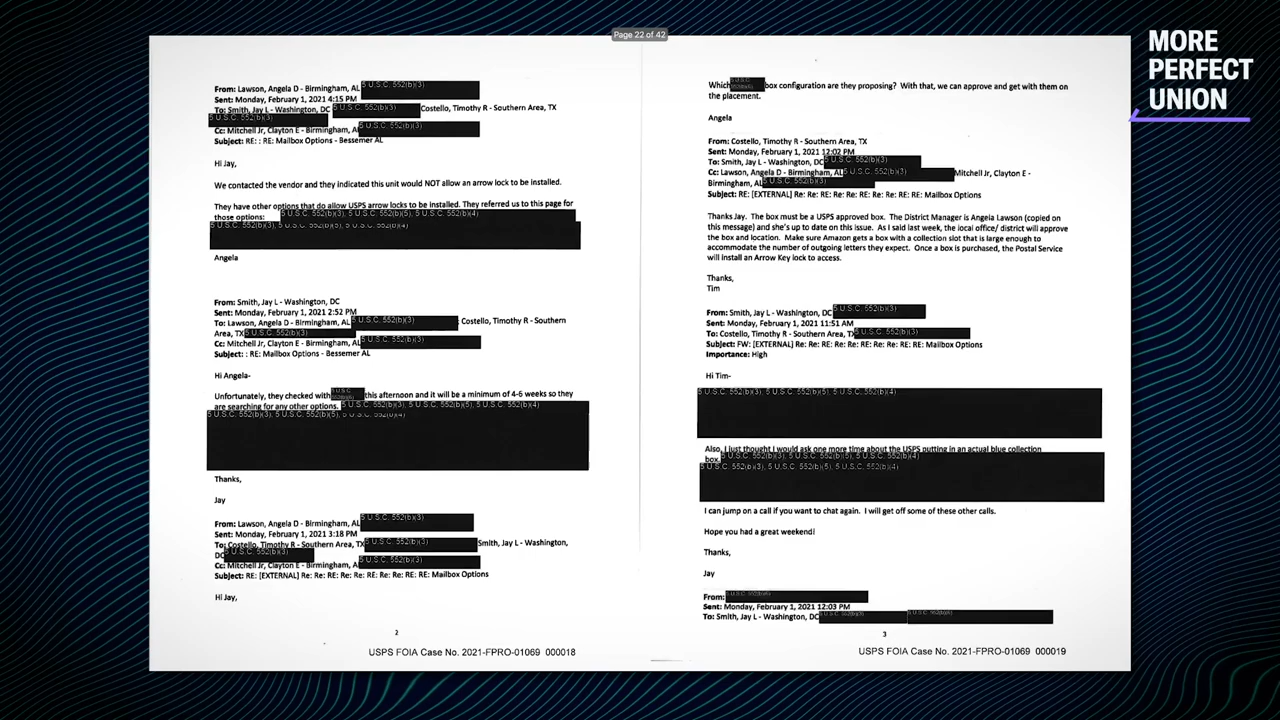 Page 22 of 42
MORE
PERFECT
UNION
From: Lawson, Angela D - Birmingham, AL 5 U.S.C. 552(b)(3)
Sent: Monday, February 1, 2021 4:15 PM
To: Smith, Jay L - Washington, DC 5 U.S.C. 552(b)(3) Costello, Timothy R - Southern Area, TX
5 U.S.C. 552(b)(3)
Cc: Mitchell Jr, Clayton E - Birmingham, AL 5 U.S.C. 552(b)(3)
Subject: RE: : RE: Mailbox Options - Bessemer AL
Hi Jay,
We contacted the vendor and they indicated this unit would NOT allow an arrow lock to be installed.
They have other options that do allow USPS arrow locks to be installed. They referred us to this page for
those options: 5 U.S.C. 552(b)(3), 5 U.S.C. 552(b)(5), 5 U.S.C. 552(b)(4)
5 U.S.C. 552(b)(3), 5 U.S.C. 552(b)(5), 5 U.S.C. 552(b)(4)
Angela
From: Smith, Jay L - Washington, DC
Sent: Monday, February 1, 2021 2:52 PM
To: Lawson, Angela D - Birmingham, AL 5 U.S.C. 552(b)(3) Costello, Timothy R - Southern
Area, TX 5 U.S.C. 552(b)(3)
Cc: Mitchell Jr, Clayton E - Birmingham, AL 5 U.S.C. 552(b)(3)
Subject: : RE: Mailbox Options - Bessemer AL
Hi Angela-
Unfortunately, they checked with 5 U.S.C. this afternoon and it will be a minimum of 4-6 weeks so they
are searching for any other options. 5 U.S.C. 552(b)(3), 5 U.S.C. 552(b)(5), 5 U.S.C. 552(b)(4)
5 U.S.C. 552(b)(3), 5 U.S.C. 552(b)(5), 5 U.S.C. 552(b)(4)
Thanks,
Jay
From: Lawson, Angela D - Birmingham, AL 5 U.S.C. 552(b)(3)
Sent: Monday, February 1, 2021 3:18 PM
To: Costello, Timothy R - Southern Area, TX 5 U.S.C. 552(b)(3) Smith, Jay L - Washington,
DC 5 U.S.C. 552(b)(3)
Cc: Mitchell Jr, Clayton E - Birmingham, AL 5 U.S.C. 552(b)(3)
Subject: RE: [EXTERNAL] Re: Re: RE: Re: RE: RE: RE: RE: RE: Mailbox Options
Hi Jay,
2
USPS FOIA Case No. 2021-FPRO-01069 000018
Which 5 U.S.C. box configuration are they proposing? With that, we can approve and get with them on
the placement.
Angela
From: Costello, Timothy R - Southern Area, TX
Sent: Monday, February 1, 2021 12:02 PM
To: Smith, Jay L - Washington, DC 5 U.S.C. 552(b)(3)
Cc: Lawson, Angela D - Birmingham, AL 5 U.S.C. 552(b)(3) Mitchell Jr, Clayton E -
Birmingham, AL 5 U.S.C. 552(b)(3)
Subject: RE: [EXTERNAL] Re: Re: RE: Re: RE: RE: RE: RE: RE: Mailbox Options
Thanks Jay. The box must be a USPS approved box. The District Manager is Angela Lawson (copied on
this message) and she's up to date on this issue. As I said last week, the local office/ district will approve
the box and location. Make sure Amazon gets a box with a collection slot that is large enough to
accommodate the number of outgoing letters they expect. Once a box is purchased, the Postal Service
will install an Arrow Key lock to access.
Thanks,
Tim
From: Smith, Jay L - Washington, DC 5 U.S.C. 552(b)(3)
Sent: Monday, February 1, 2021 11:51 AM
To: Costello, Timothy R - Southern Area, TX 5 U.S.C. 552(b)(3)
Subject: FW: [EXTERNAL] Re: Re: RE: Re: RE: RE: RE: RE: RE: Mailbox Options
Importance: High
Hi Tim-
5 U.S.C. 552(b)(3), 5 U.S.C. 552(b)(5), 5 U.S.C. 552(b)(4)
Also, I just thought I would ask one more time about the USPS putting in an actual blue collection
box. 5 U.S.C. 552(b)(3), 5 U.S.C. 552(b)(5), 5 U.S.C. 552(b)(4)
5 U.S.C. 552(b)(3), 5 U.S.C. 552(b)(5), 5 U.S.C. 552(b)(4)
I can jump on a call if you want to chat again. I will get off some of these other calls.
Hope you had a great weekend!
Thanks,
Jay
From:
Sent: Monday, February 1, 2021 12:03 PM
To: Smith, Jay L - Washington, DC
3
USPS FOIA Case No. 2021-FPRO-01069 000019